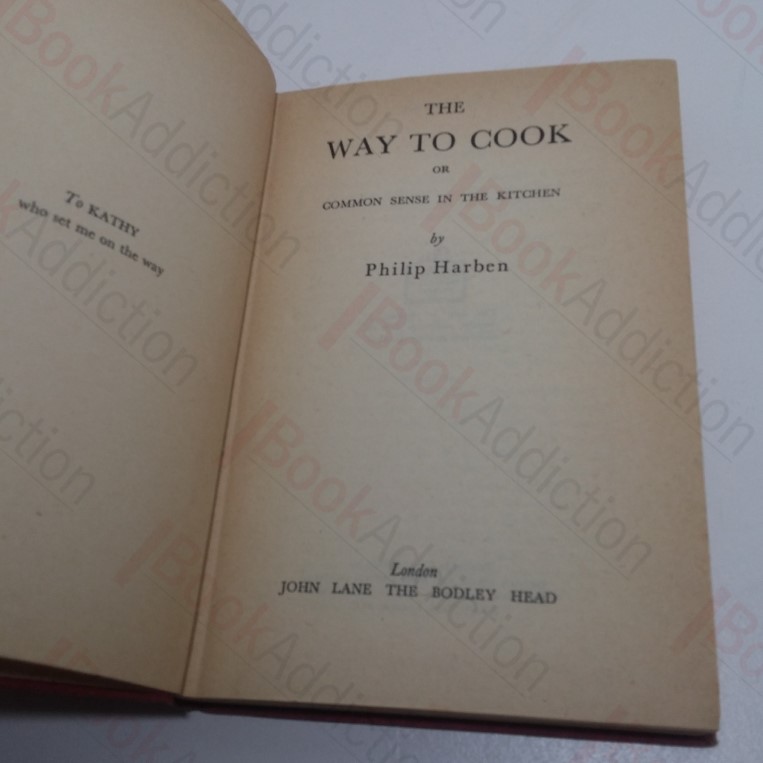 To KATHY
who set me on the way
THE
WAY TO COOK
OR
COMMON SENSE IN THE KITCHEN
by
Philip Harben
London
JOHN LANE THE BODLEY HEAD
BookAddiction